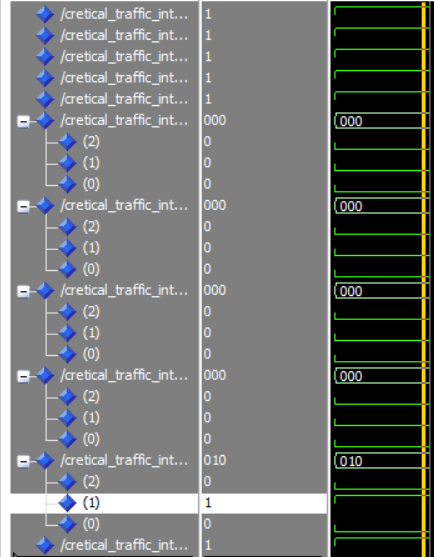 /cretical_traffic_int... 1
/cretical_traffic_int... 1
/cretical_traffic_int... 1
/cretical_traffic_int... 1
/cretical_traffic_int... 1
/cretical_traffic_int... 000 000
(2) 0
(1) 0
(0) 0
/cretical_traffic_int... 000 000
(2) 0
(1) 0
(0) 0
/cretical_traffic_int... 000 000
(2) 0
(1) 0
(0) 0
/cretical_traffic_int... 000 000
(2) 0
(1) 0
(0) 0
/cretical_traffic_int... 010 010
(2) 0
(1) 1
(0) 0
/cretical_traffic_int... 1